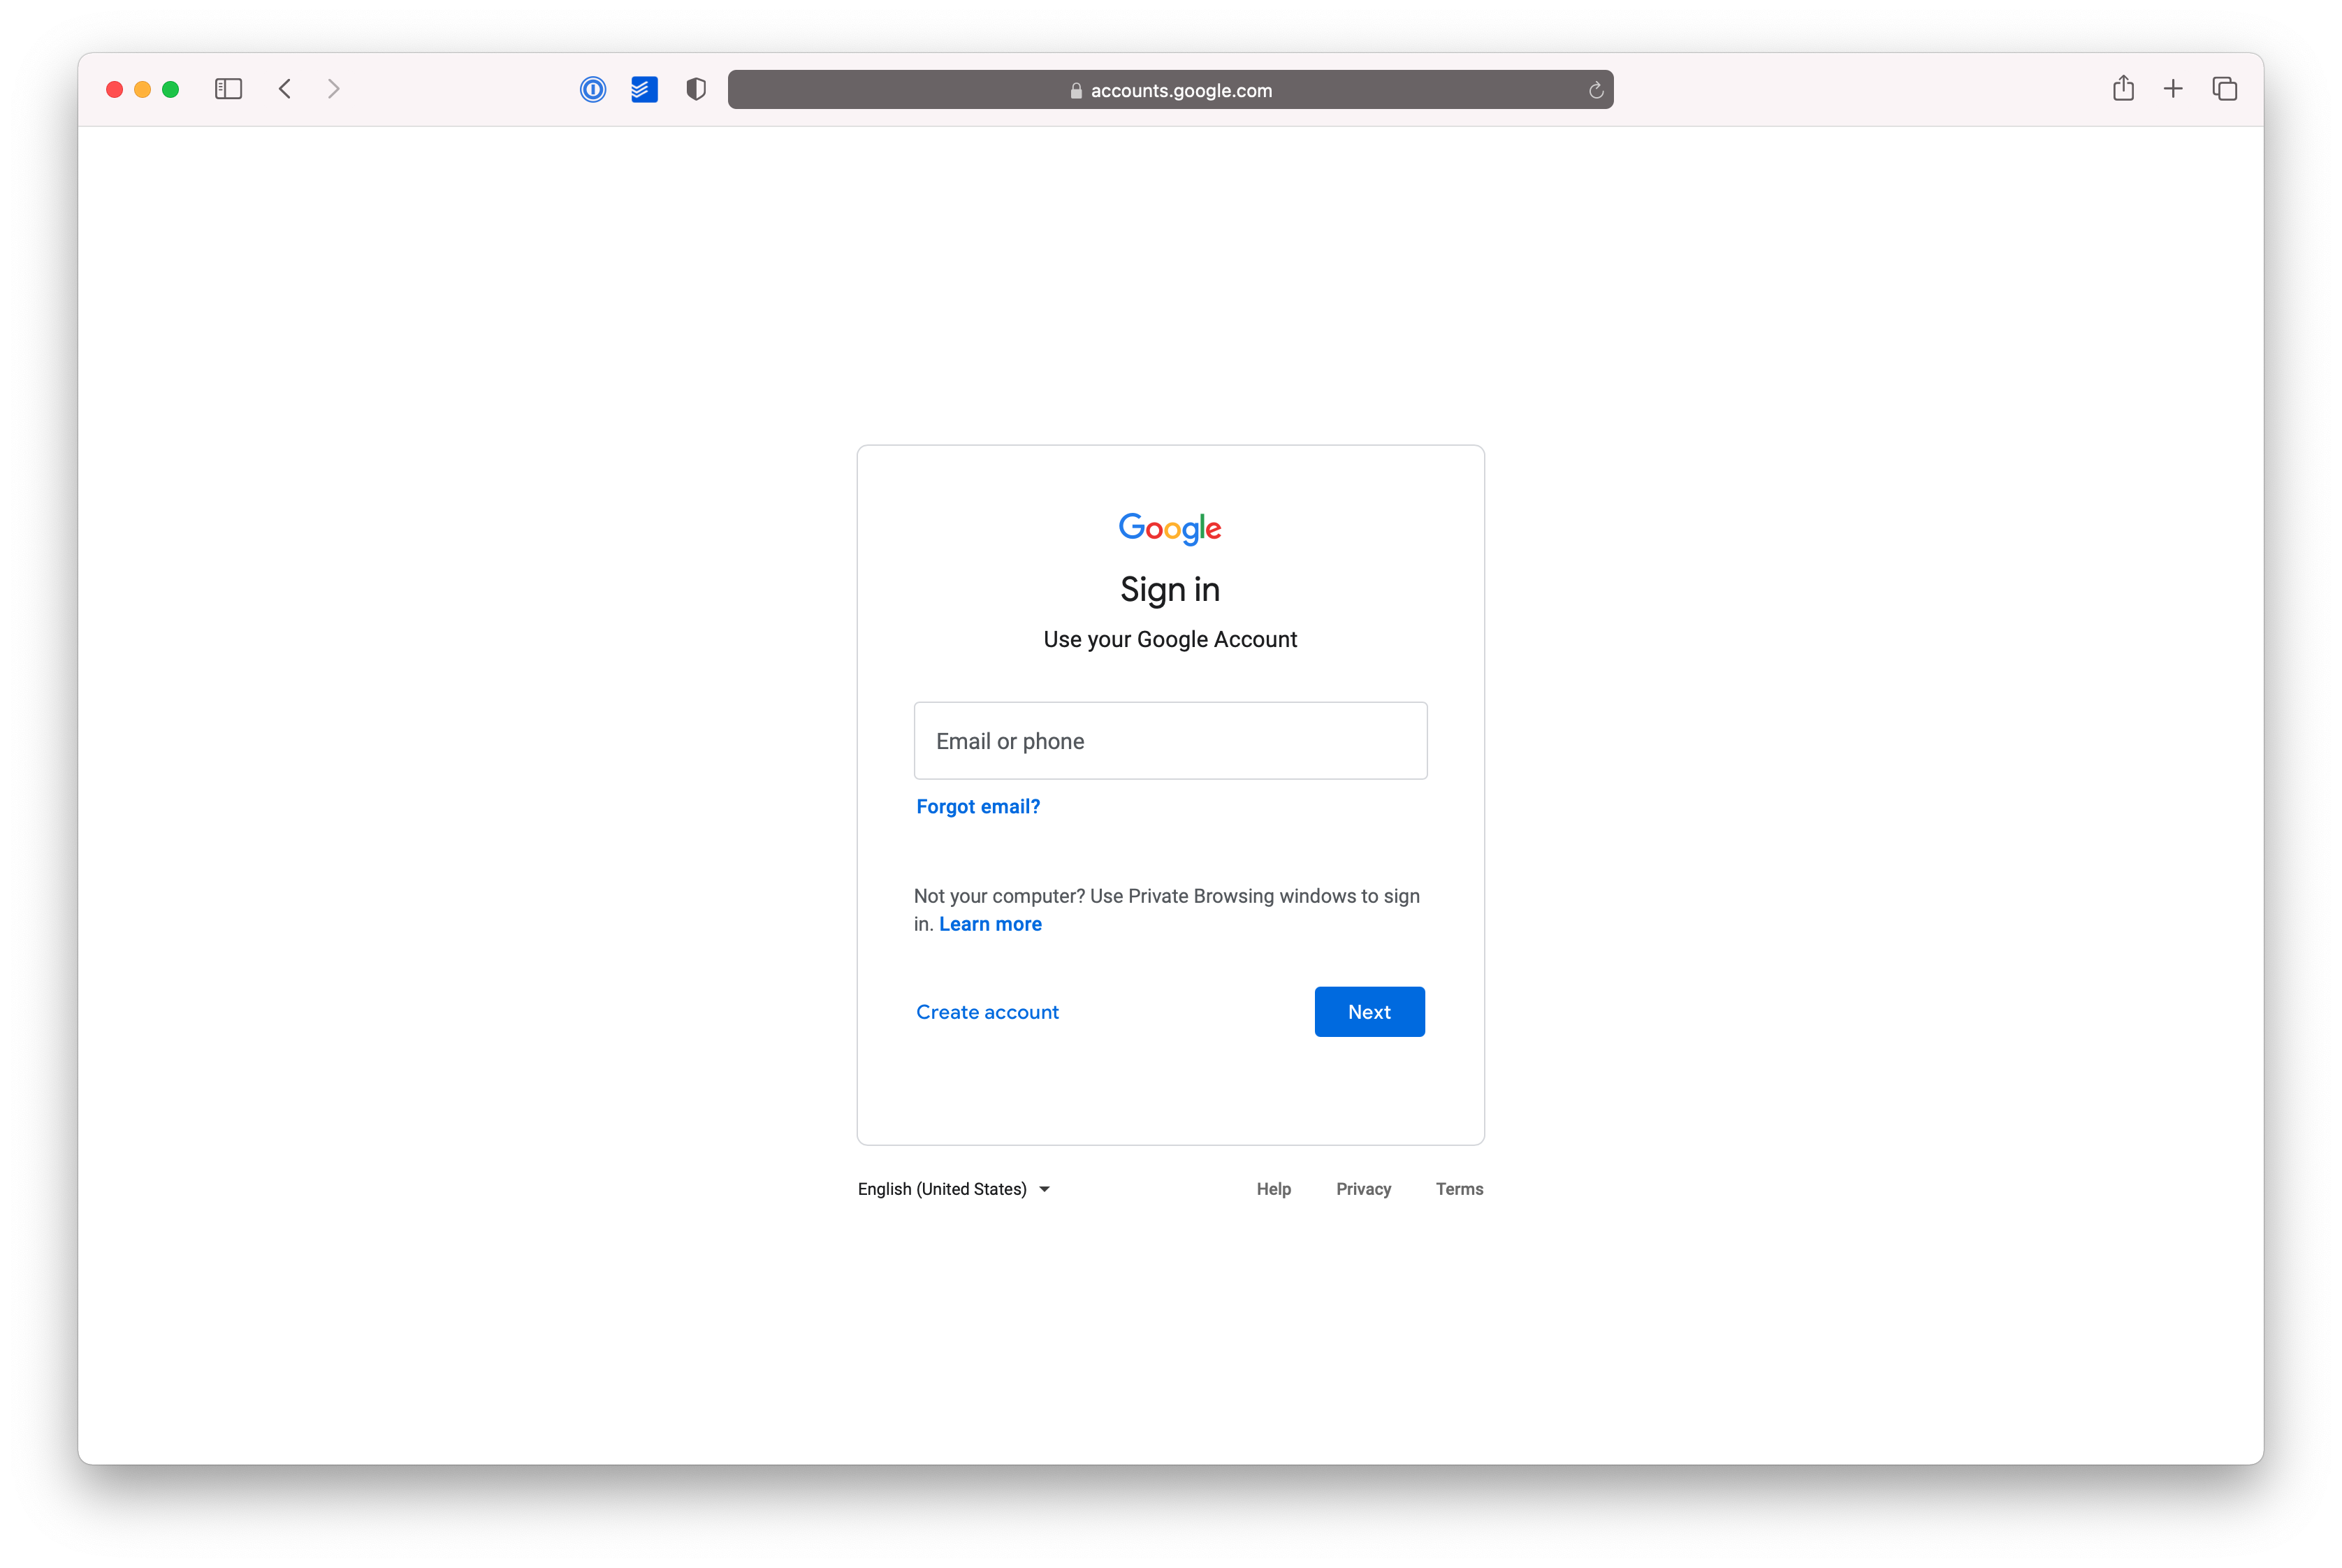 accounts.google.com
Google
Sign in
Use your Google Account
Email or phone
Forgot email?
Not your computer? Use Private Browsing windows to sign
in. Learn more
Create account
Next
English (United States)
Help
Privacy
Terms